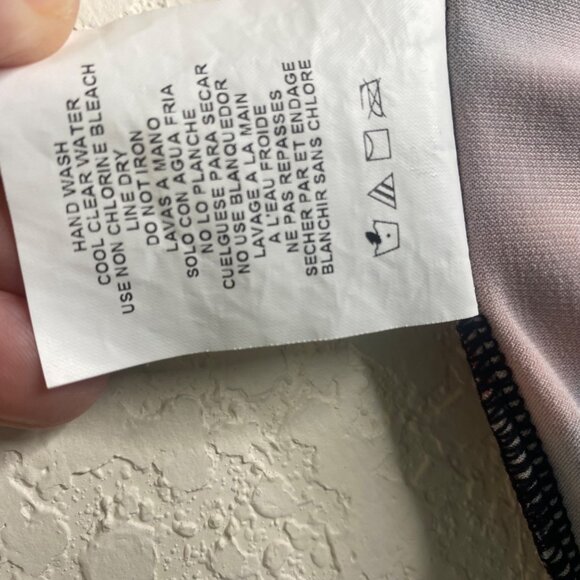 HAND WASH
COOL CLEAR WATER
USE NON CHLORINE BLEACH
LINE DRY
DO NOT IRON
LAVAS A MANO
SOLO CON AGUA FRIA
NO LO PLANCHE
CUELGUESE PARA SECAR
NO USE BLANQUEDOR
LAVAGE A LA MAIN
A L'EAU FROIDE
NE PAS REPASSES
SECHER PAR ET ENDAGE
BLANCHIR SANS CHLORE